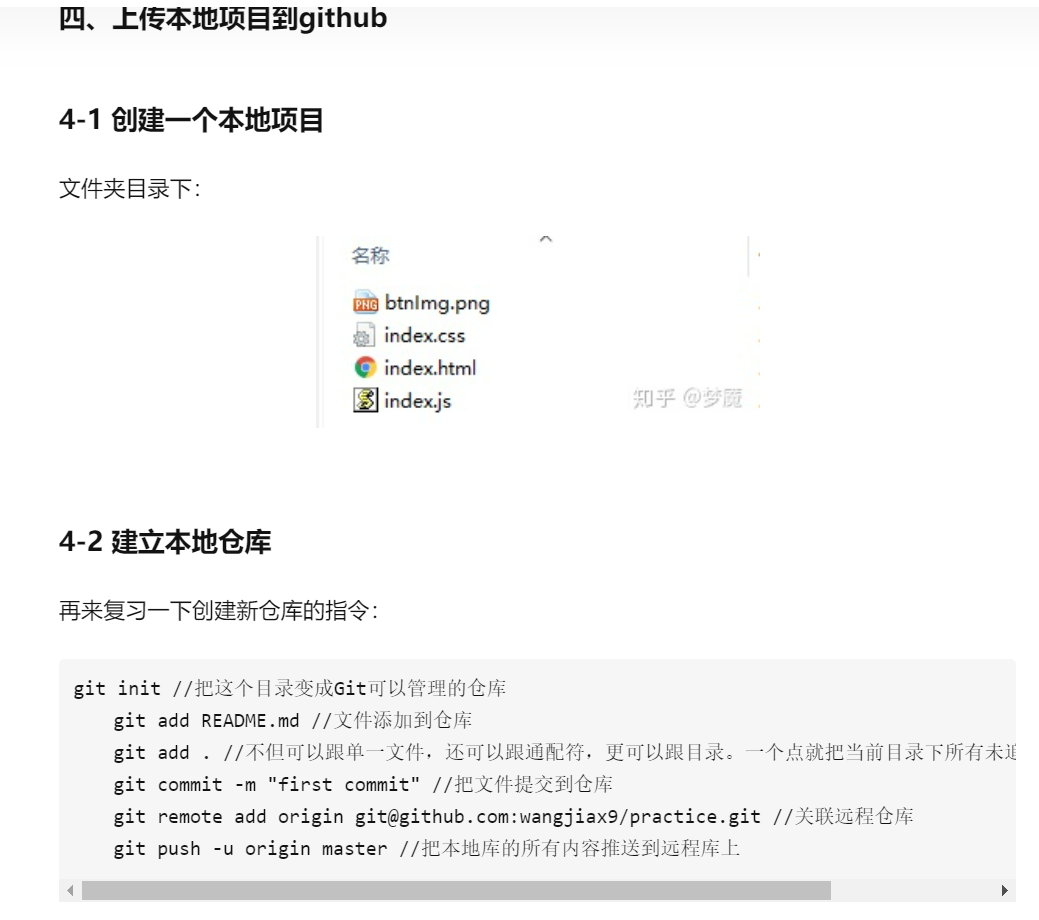 四、上传本地项目到github
4-1 创建一个本地项目
文件夹目录下：
名称
btnImg.png
index.css
index.html
index.js
知乎 @梦魇
4-2 建立本地仓库
再来复习一下创建新仓库的指令：
git init //把这个目录变成Git可以管理的仓库
git add README.md //文件添加到仓库
git add . //不但可以跟单一文件，还可以跟通配符，更可以跟目录。一个点就把当前目录下所有未追
git commit -m "first commit" //把文件提交到仓库
git remote add origin git@github.com:wangjiax9/practice.git //关联远程仓库
git push -u origin master //把本地库的所有内容推送到远程库上